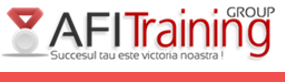 GROUP
AFITraining
Succesul tau este victoria noastra !